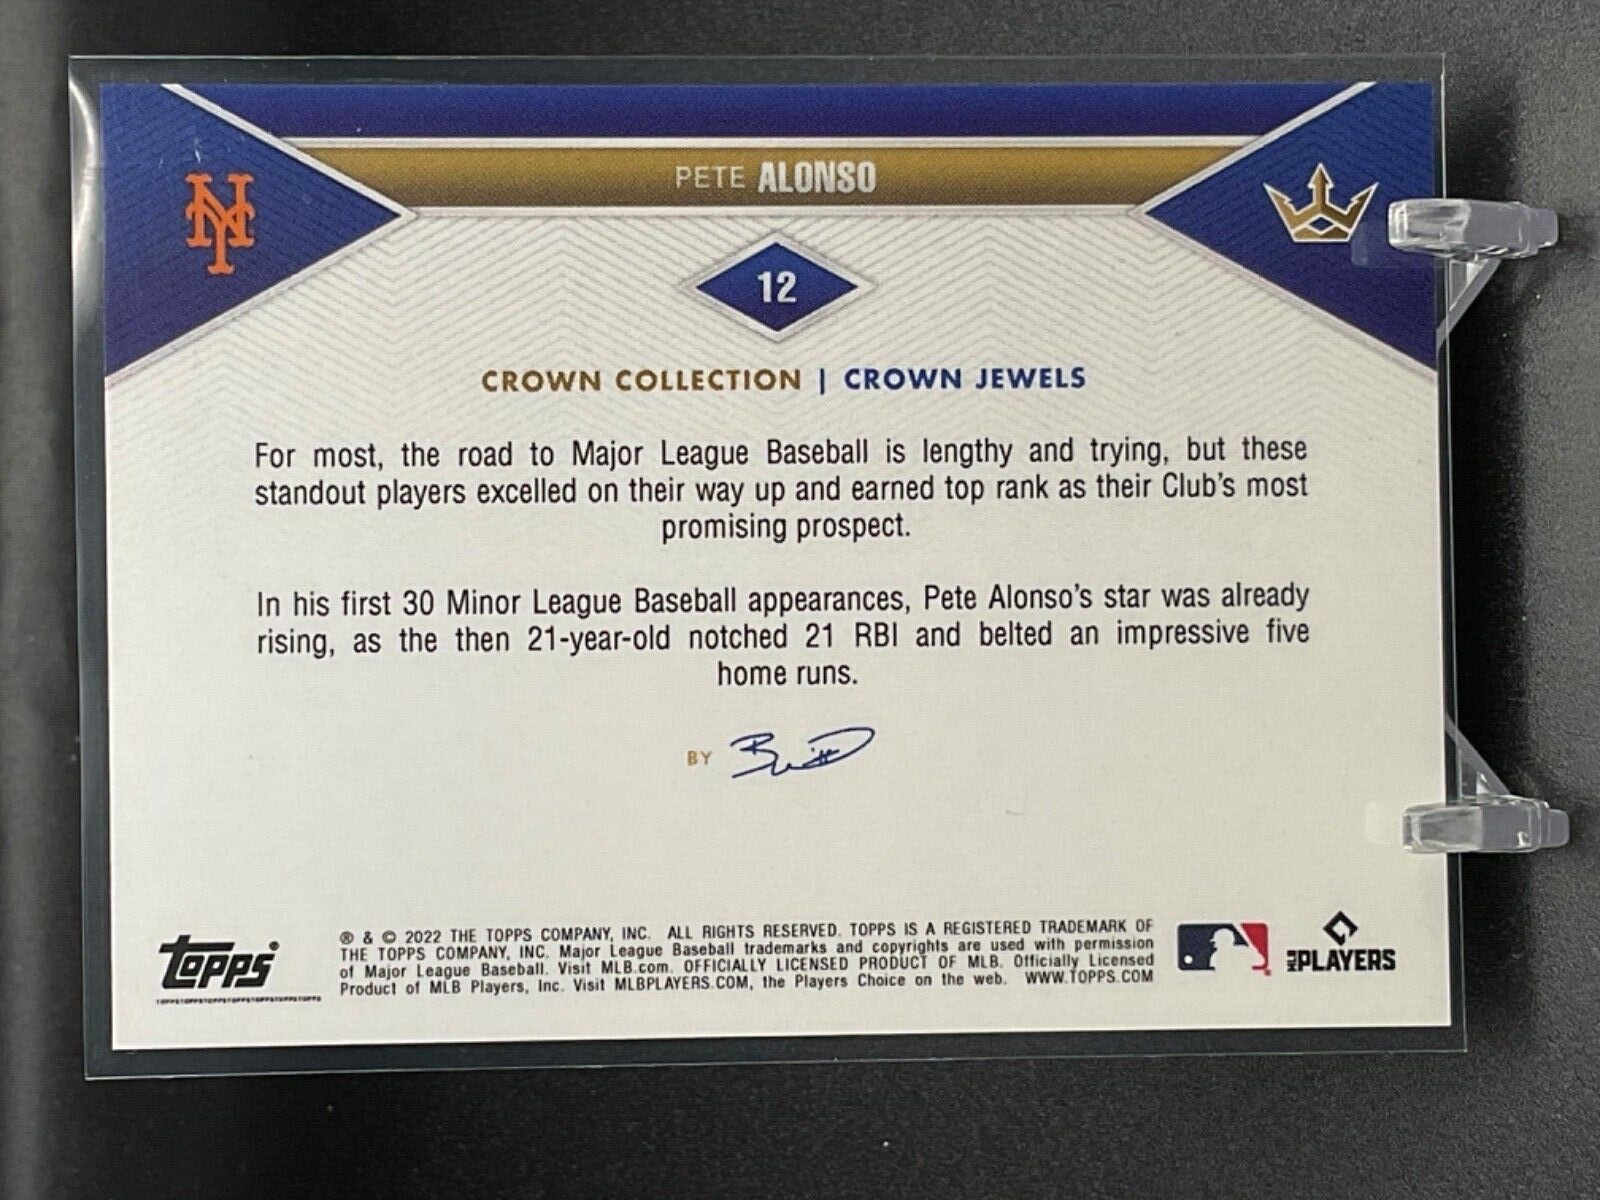 PETE ALONSO
NY
12
CROWN COLLECTION | CROWN JEWELS
For most, the road to Major League Baseball is lengthy and trying, but these
standout players excelled on their way up and earned top rank as their Club's most
promising prospect.
In his first 30 Minor League Baseball appearances, Pete Alonso's star was already
rising, as the then 21-year-old notched 21 RBI and belted an impressive five
home runs.
BY
Topps®
® & © 2022 THE TOPPS COMPANY, INC. ALL RIGHTS RESERVED. TOPPS IS A REGISTERED TRADEMARK OF
THE TOPPS COMPANY, INC. Major League Baseball trademarks and copyrights are used with permission
of Major League Baseball. Visit MLB.com. OFFICIALLY LICENSED PRODUCT OF MLB. Officially Licensed
Product of MLB Players, Inc. Visit MLBPLAYERS.COM, the Players Choice on the web. WWW.TOPPS.COM
MLB PLAYERS